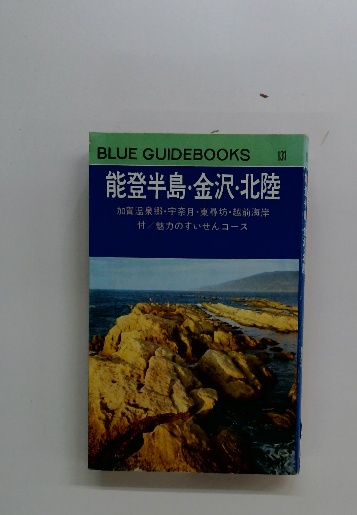 BLUE GUIDEBOOKS 131
能登半島・金沢・北陸
加賀温泉郷・宇奈月・東尋坊・越前海岸
付／魅力のすいせんコース